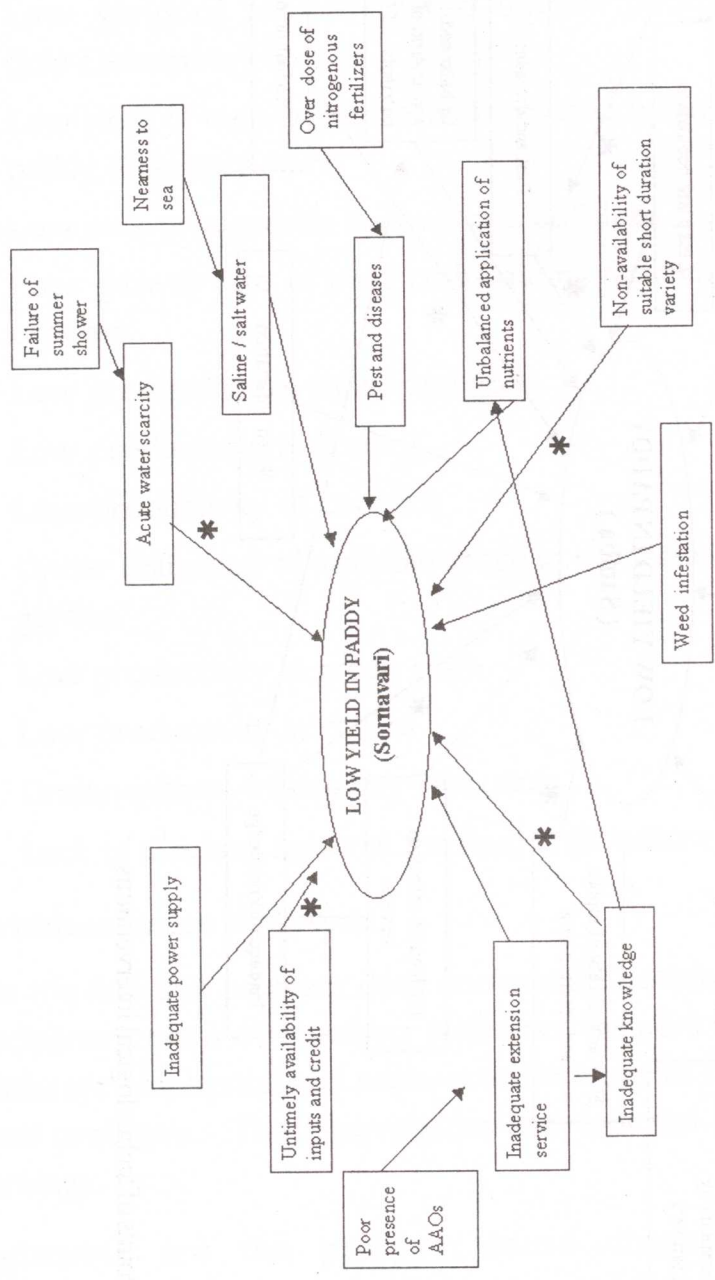 Failure of
summer
shower
Nearness to
sea
Acute water scarcity
Inadequate power supply
Saline / salt water
Over dose of
nitrogenous
fertilizers
Untimely availability of
inputs and credit
*
*
LOW YIELD IN PADDY
(Sornavari)
Pest and diseases
Poor
presence
of
AAOs
Unbalanced application of
nutrients
Inadequate extension
service
*
*
Inadequate knowledge
Non-availability of
suitable short duration
variety
Weed infestation